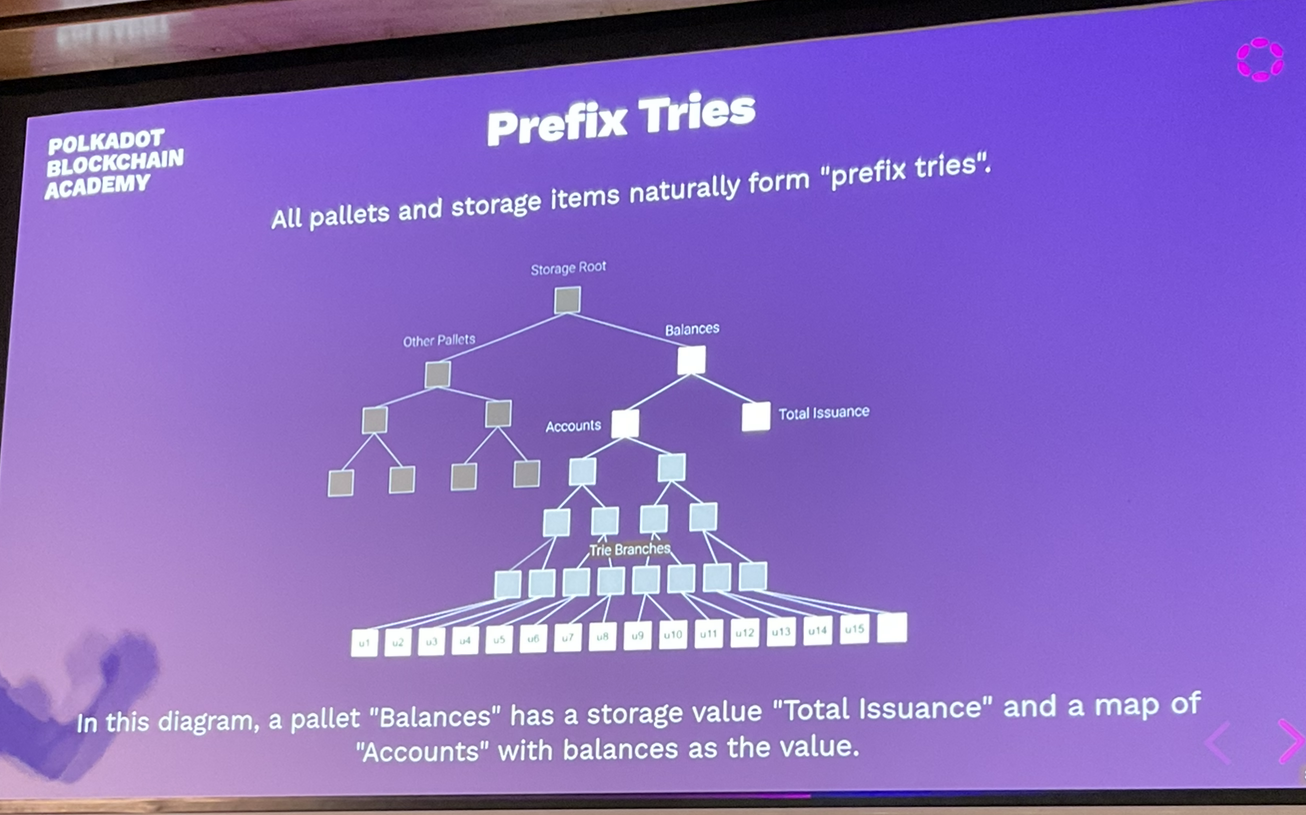 POLKADOT
BLOCKCHAIN
ACADEMY
Prefix Tries
All pallets and storage items naturally form "prefix tries".
Storage Root
Other Pallets
Balances
Accounts
Total Issuance
Trie Branches
u1 u2 u3 u4 u5 u6 u7 u8 u9 u10 u11 u12 u13 u14 u15
In this diagram, a pallet "Balances" has a storage value "Total Issuance" and a map of
"Accounts" with balances as the value.